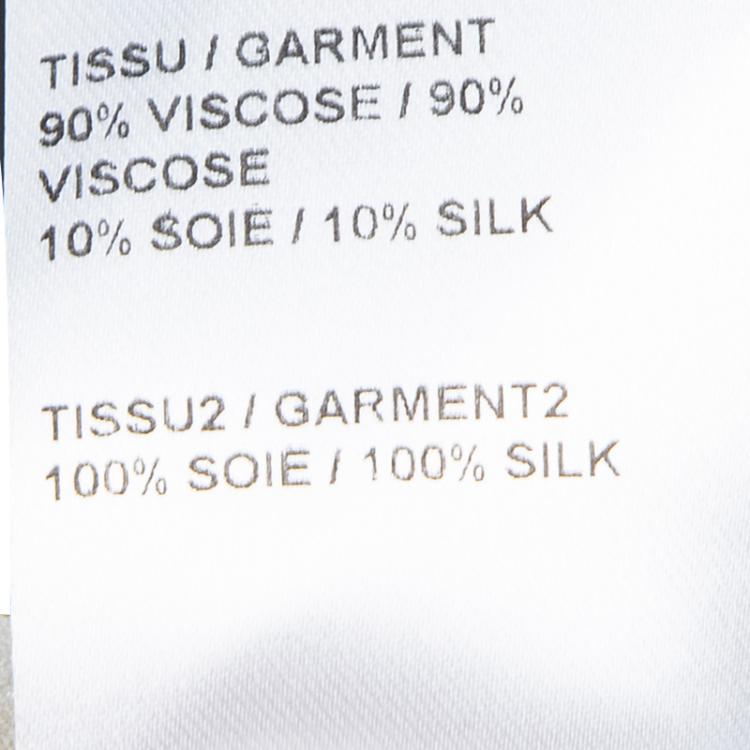 TISSU / GARMENT
90% VISCOSE / 90%
VISCOSE
10% SOIE / 10% SILK
TISSU2 / GARMENT2
100% SOIE / 100% SILK